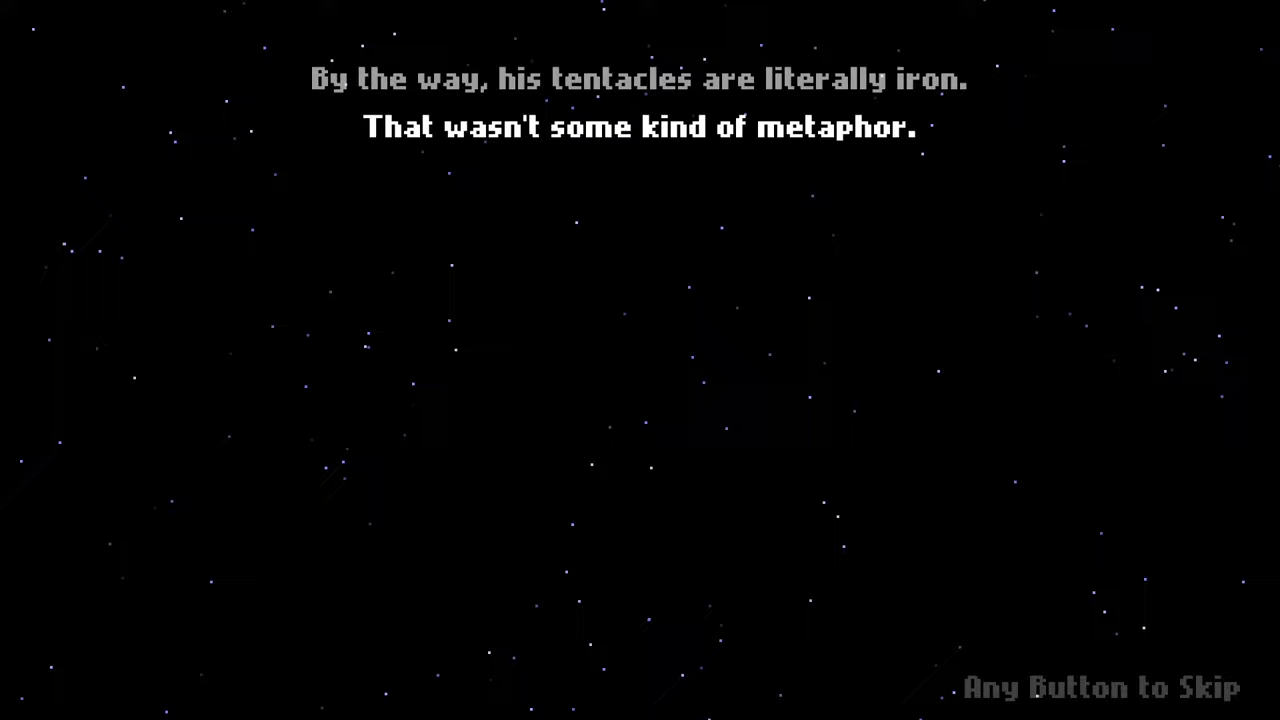 By the way, his tentacles are literally iron.
That wasn't some kind of metaphor.
Any Button to Skip